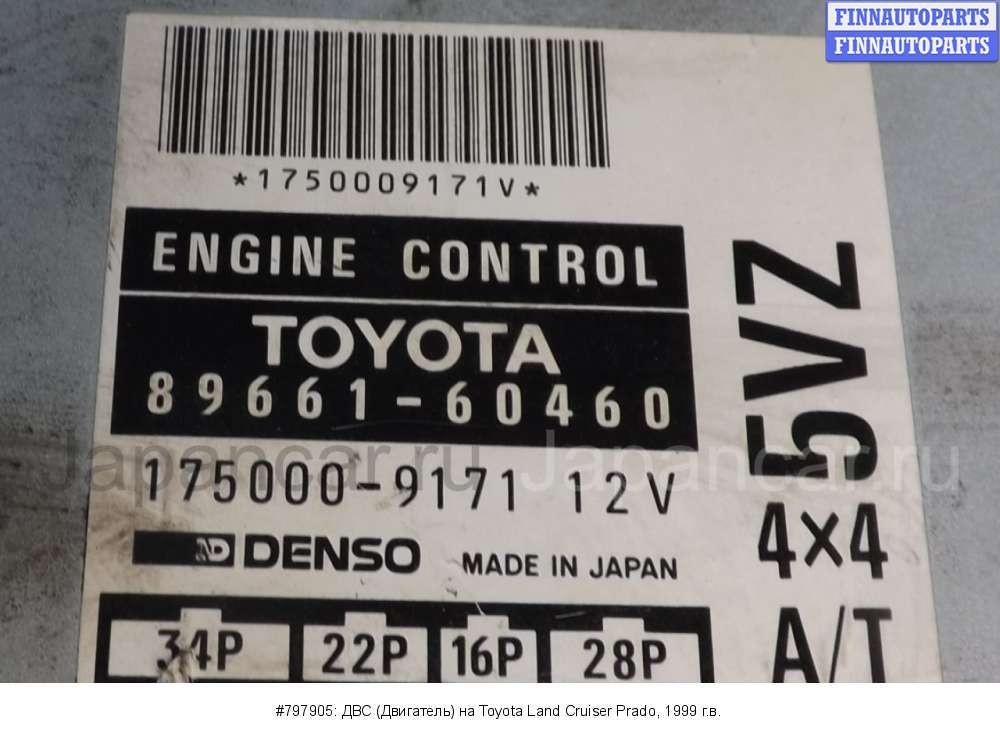 FINNAUTOPARTS
FINNAUTOPARTS
*1750009171V*
ENGINE CONTROL
TOYOTA
89661-60460
175000-9171 12V
ND DENSO MADE IN JAPAN
34P 22P 16P 28P
5VZ
4×4
A/T
Japancar.ru Japancar.ru
#797905: ДВС (Двигатель) на Toyota Land Cruiser Prado, 1999 г.в.